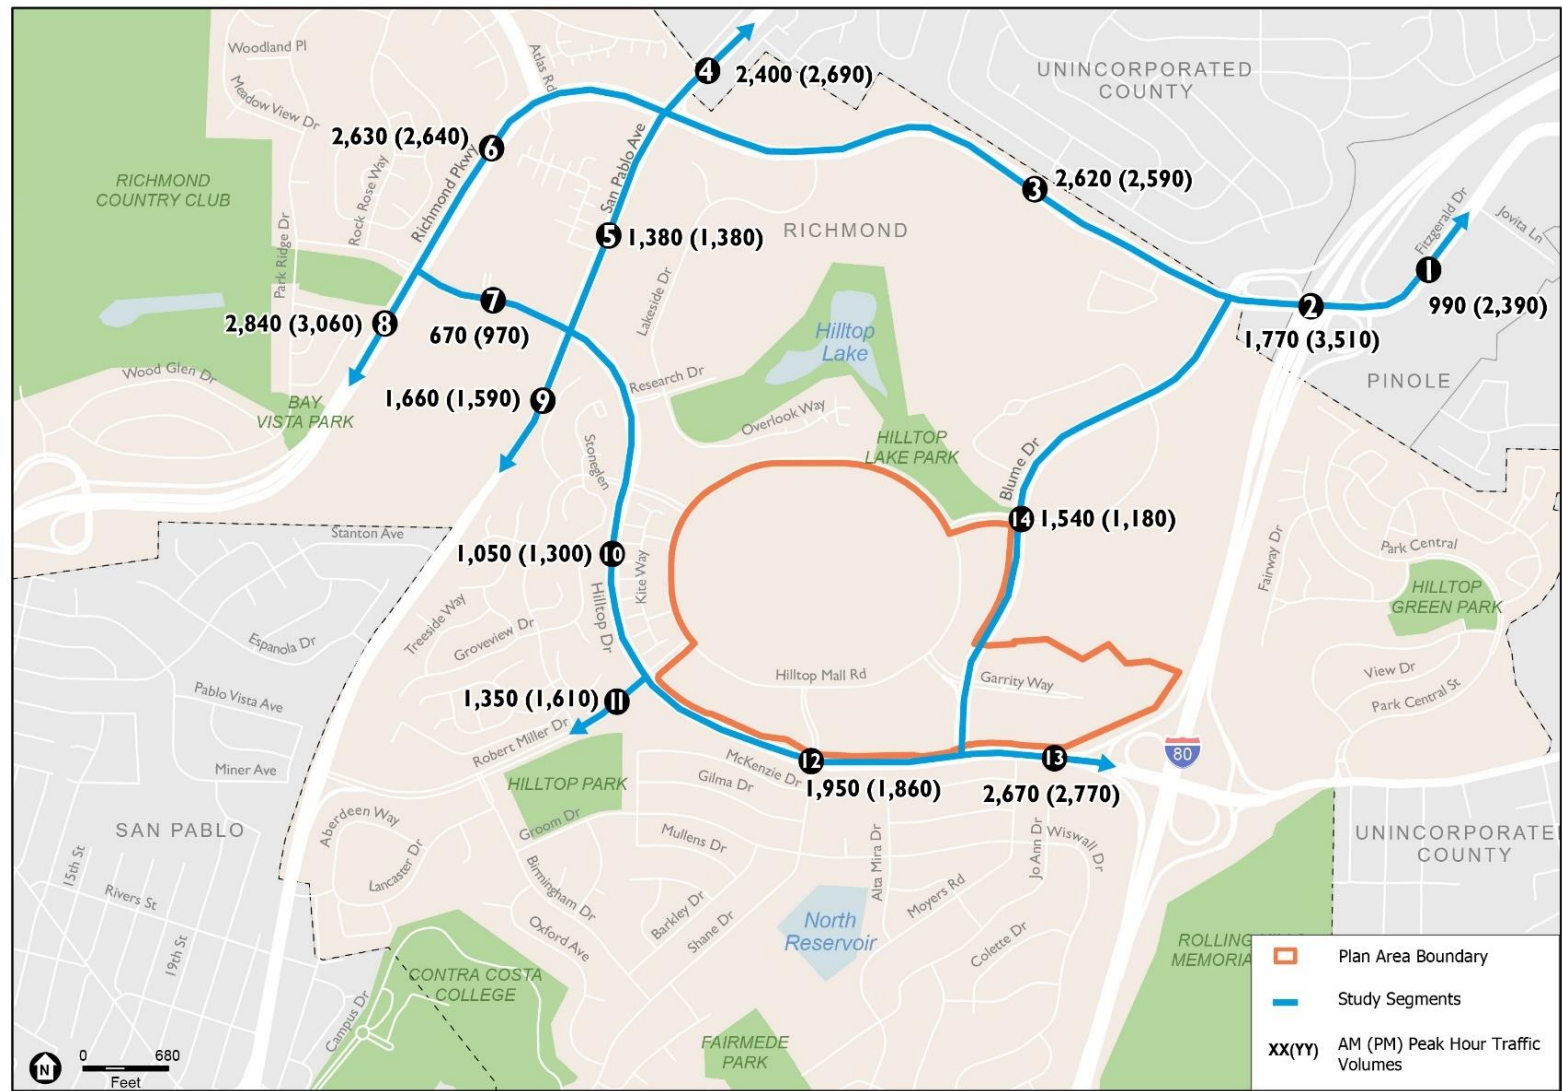 Woodland Pl
Meadow View Dr
Atlas Rd
4
2,400 (2,690)
UNINCORPORATED
COUNTY
2,630 (2,640)
6
RICHMOND
COUNTRY CLUB
Rock Rose Way
Richmond Pkwy
San Pablo Ave
3
2,620 (2,590)
Park Ridge Dr
5
1,380 (1,380)
RICHMOND
Fitzgerald Dr
Jovita Ln
1
990 (2,390)
Lakeside Dr
7
670 (970)
2
1,770 (3,510)
8
2,840 (3,060)
Hilltop
Lake
Wood Glen Dr
Research Dr
PINOLE
BAY
VISTA PARK
1,660 (1,590)
9
Overlook Way
HILLTOP
LAKE PARK
Stoneglen
Blume Dr
14
1,540 (1,180)
Stanton Ave
1,050 (1,300)
10
Kite Way
Hilltop Dr
Fairway Dr
Park Central
HILLTOP
GREEN PARK
Treeside Way
Groveview Dr
Espanola Dr
Hilltop Mall Rd
Garrity Way
View Dr
Park Central St
Pablo Vista Ave
1,350 (1,610)
11
Robert Miller Dr
Miner Ave
80
HILLTOP PARK
McKenzie Dr
12
1,950 (1,860)
13
2,670 (2,770)
Gilma Dr
SAN PABLO
Aberdeen Way
Groom Dr
Mullens Dr
Alta Mira Dr
Jo Ann Dr
Wiswall Dr
UNINCORPORATE
COUNTY
15th St
Lancaster Dr
Birmingham Dr
Rivers St
Barkley Dr
Shane Dr
Moyers Rd
Oxford Ave
North
Reservoir
Colette Dr
19th St
CONTRA COSTA
COLLEGE
Campus Dr
FAIRMEDE
PARK
ROLLING
MEMORIA
Plan Area Boundary
Study Segments
XX(YY) AM (PM) Peak Hour Traffic
Volumes
N
0 680
Feet